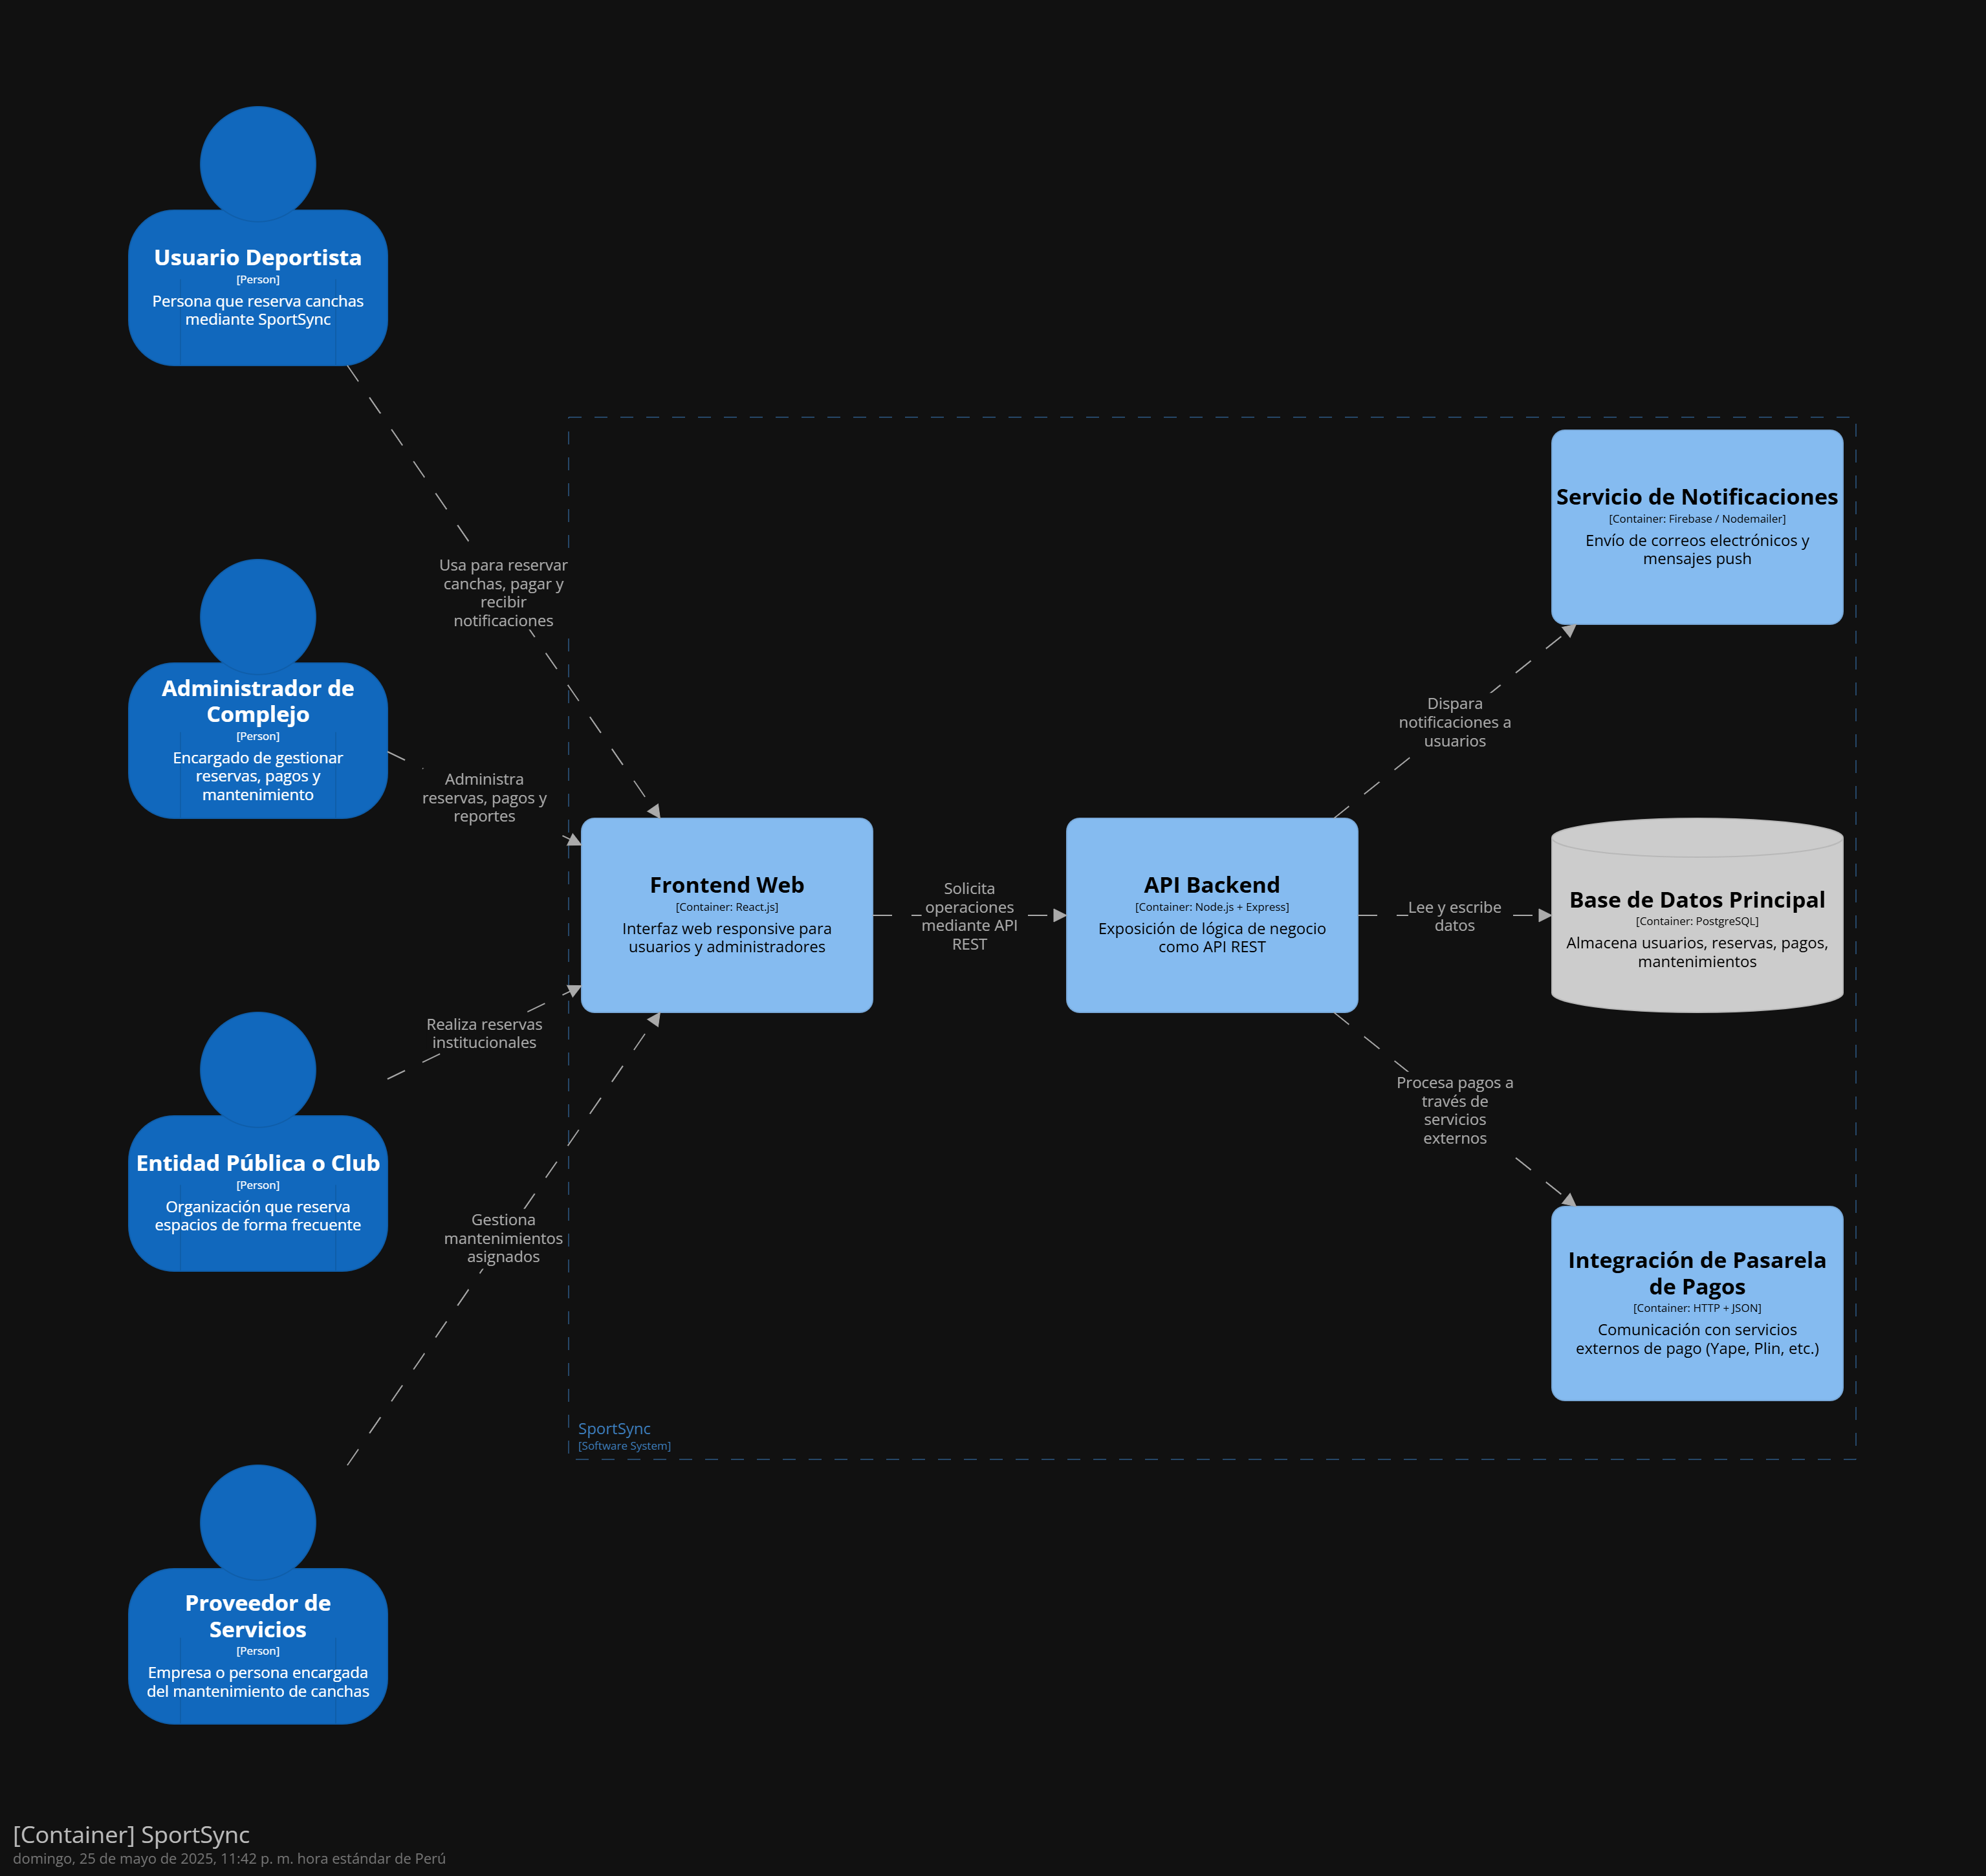 Usuario Deportista
[Person]
Persona que reserva canchas
mediante SportSync
Usa para reservar
canchas, pagar y
recibir
notificaciones
Administrador de
Complejo
[Person]
Encargado de gestionar
reservas, pagos y
mantenimiento
Administra
reservas, pagos y
reportes
Entidad Pública o Club
[Person]
Organización que reserva
espacios de forma frecuente
Realiza reservas
institucionales
Proveedor de
Servicios
[Person]
Empresa o persona encargada
del mantenimiento de canchas
Gestiona
mantenimientos
asignados
Frontend Web
[Container: React.js]
Interfaz web responsive para
usuarios y administradores
Solicita
operaciones
mediante API
REST
API Backend
[Container: Node.js + Express]
Exposición de lógica de negocio
como API REST
Dispara
notificaciones a
usuarios
Lee y escribe
datos
Procesa pagos a
través de
servicios
externos
Servicio de Notificaciones
[Container: Firebase / Nodemailer]
Envío de correos electrónicos y
mensajes push
Base de Datos Principal
[Container: PostgreSQL]
Almacena usuarios, reservas, pagos,
mantenimientos
Integración de Pasarela
de Pagos
[Container: HTTP + JSON]
Comunicación con servicios
externos de pago (Yape, Plin, etc.)
SportSync
[Software System]
[Container] SportSync
domingo, 25 de mayo de 2025, 11:42 p. m. hora estándar de Perú